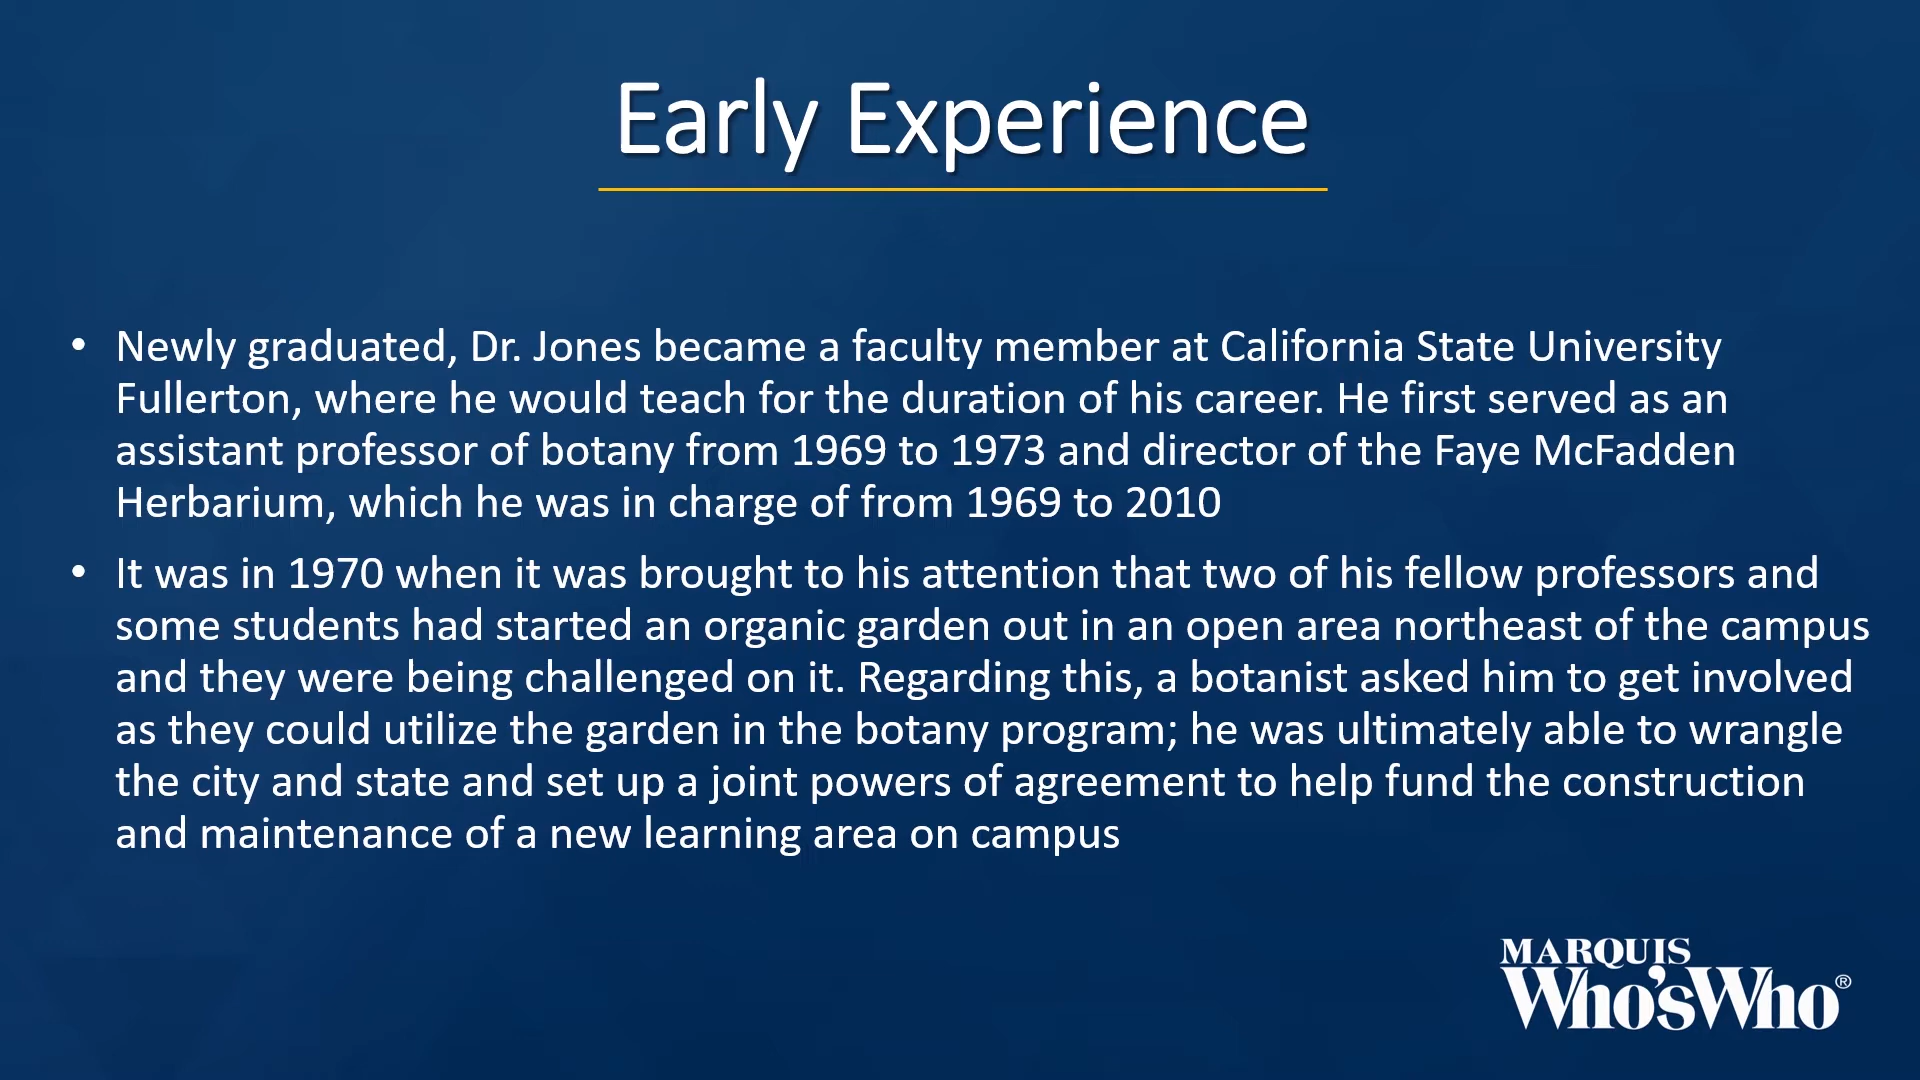 Early Experience
• Newly graduated, Dr. Jones became a faculty member at California State University
Fullerton, where he would teach for the duration of his career. He first served as an
assistant professor of botany from 1969 to 1973 and director of the Faye McFadden
Herbarium, which he was in charge of from 1969 to 2010
• It was in 1970 when it was brought to his attention that two of his fellow professors and
some students had started an organic garden out in an open area northeast of the campus
and they were being challenged on it. Regarding this, a botanist asked him to get involved
as they could utilize the garden in the botany program; he was ultimately able to wrangle
the city and state and set up a joint powers of agreement to help fund the construction
and maintenance of a new learning area on campus
MARQUIS
Who'sWho®